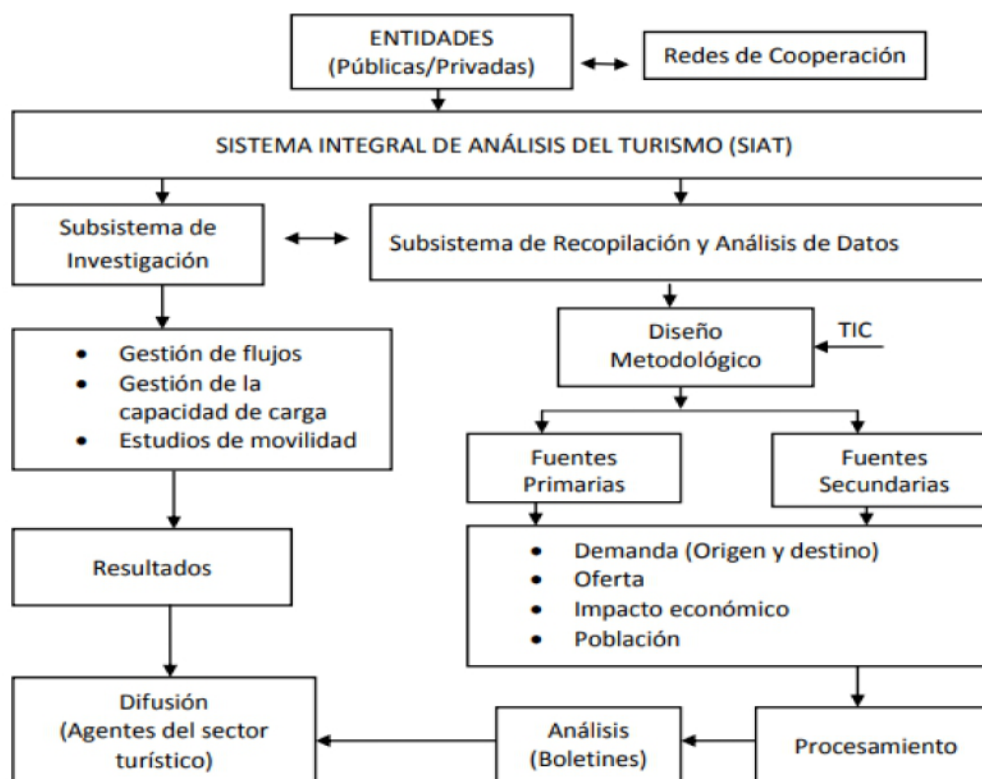 ENTIDADES
(Públicas/Privadas)
Redes de Cooperación
SISTEMA INTEGRAL DE ANÁLISIS DEL TURISMO (SIAT)
Subsistema de
Investigación
Subsistema de Recopilación y Análisis de Datos
• Gestión de flujos
• Gestión de la
capacidad de carga
• Estudios de movilidad
Diseño
Metodológico
TIC
Fuentes
Primarias
Fuentes
Secundarias
Resultados
• Demanda (Origen y destino)
• Oferta
• Impacto económico
• Población
Difusión
(Agentes del sector
turístico)
Análisis
(Boletines)
Procesamiento